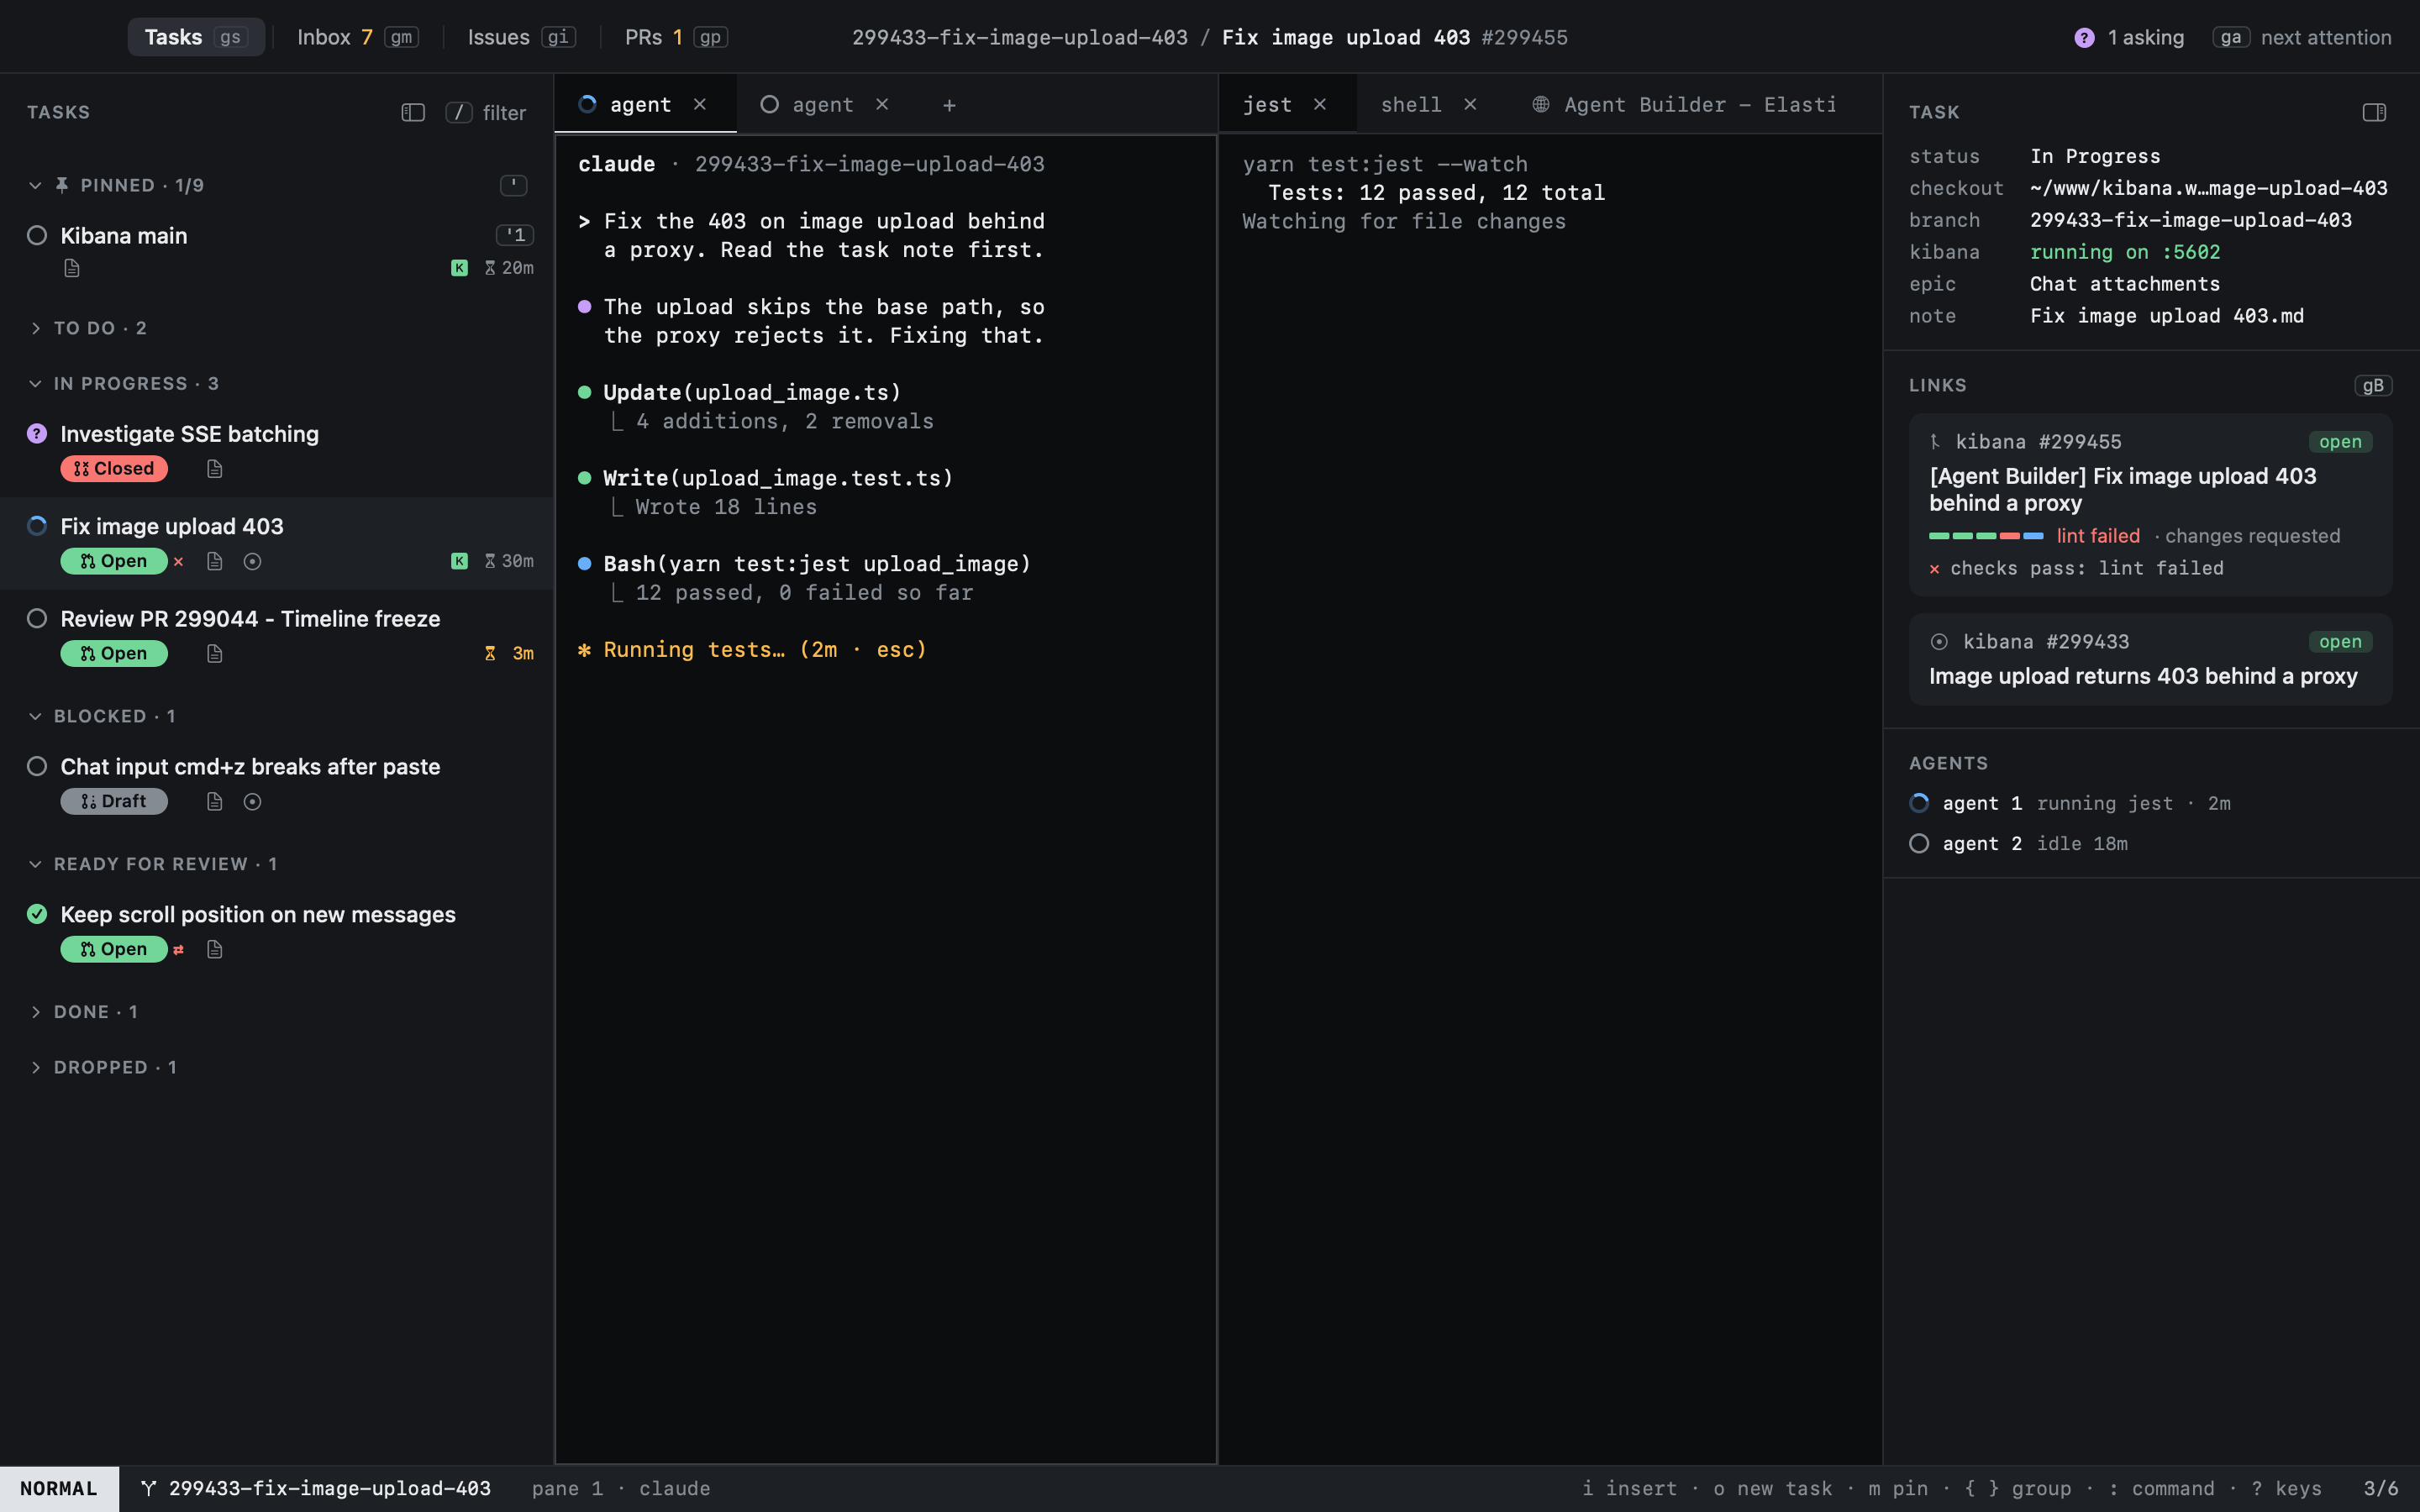 Tasks gs
Inbox 7 gm
Issues gi
PRs 1 gp
299433-fix-image-upload-403 / Fix image upload 403 #299455
? 1 asking
ga next attention
TASKS
/ filter
PINNED · 1/9 '
Kibana main '1
K 20m
TO DO · 2
IN PROGRESS · 3
? Investigate SSE batching
Closed
Fix image upload 403
Open × K 30m
Review PR 299044 - Timeline freeze
Open 3m
BLOCKED · 1
Chat input cmd+z breaks after paste
Draft
READY FOR REVIEW · 1
Keep scroll position on new messages
Open
DONE · 1
DROPPED · 1
agent ×
agent ×
+
claude · 299433-fix-image-upload-403
> Fix the 403 on image upload behind
a proxy. Read the task note first.
The upload skips the base path, so
the proxy rejects it. Fixing that.
Update(upload_image.ts)
⎿ 4 additions, 2 removals
Write(upload_image.test.ts)
⎿ Wrote 18 lines
Bash(yarn test:jest upload_image)
⎿ 12 passed, 0 failed so far
✻ Running tests… (2m · esc)
jest ×
shell ×
Agent Builder – Elasti
yarn test:jest --watch
Tests: 12 passed, 12 total
Watching for file changes
TASK
status In Progress
checkout ~/www/kibana.w…mage-upload-403
branch 299433-fix-image-upload-403
kibana running on :5602
epic Chat attachments
note Fix image upload 403.md
LINKS gB
kibana #299455 open
[Agent Builder] Fix image upload 403
behind a proxy
lint failed · changes requested
× checks pass: lint failed
kibana #299433 open
Image upload returns 403 behind a proxy
AGENTS
agent 1 running jest · 2m
agent 2 idle 18m
NORMAL
299433-fix-image-upload-403
pane 1 · claude
i insert · o new task · m pin · { } group · : command · ? keys
3/6